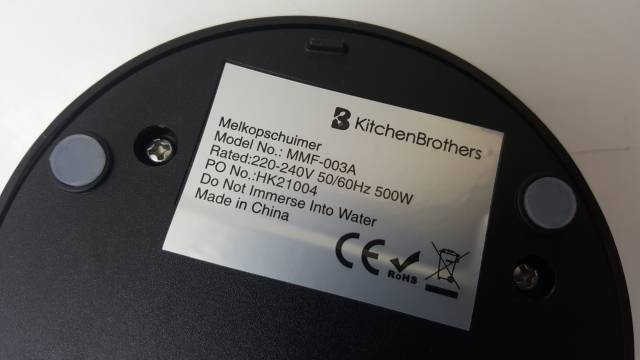 KitchenBrothers
Melkopschuimer
Model No.: MMF-003A
Rated:220-240V 50/60Hz 500W
PO No.:HK21004
Do Not Immerse Into Water
Made in China
CE
RoHS